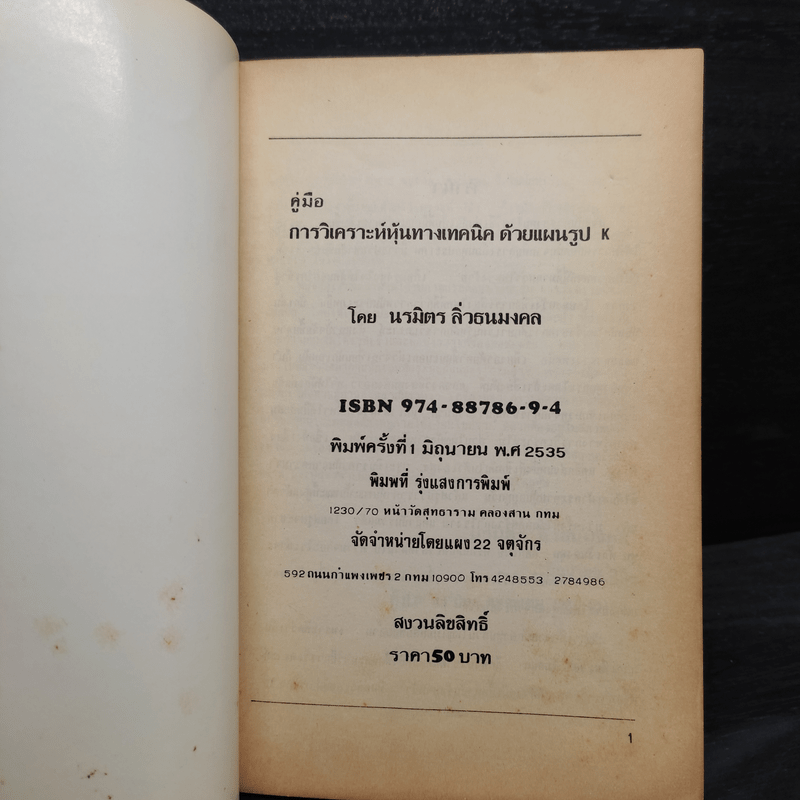 คู่มือ
การวิเคราะห์หุ้นทางเทคนิค ด้วยแผนรูป K
โดย นรมิตร ลิ่วธนมงคล
ISBN 974-88786-9-4
พิมพ์ครั้งที่ 1 มิถุนายน พ.ศ 2535
พิมพที่ รุ่งแสงการพิมพ์
1230/70 หน้าวัดสุทธาราม คลองสาน กทม
จัดจำหน่ายโดยแผง 22 จตุจักร
592 ถนนกำแพงเพชร 2 กทม 10900 โทร 4248553 2784986
สงวนลิขสิทธิ์
ราคา 50 บาท
1